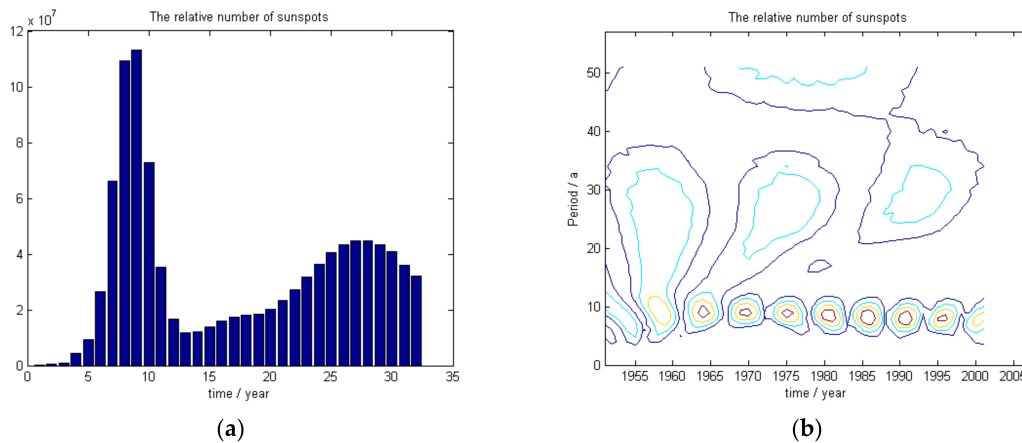 The relative number of sunspots
x 10^7
12
10
8
6
4
2
0
0 5 10 15 20 25 30 35
time / year
(a)
The relative number of sunspots
Period / a
50
40
30
20
10
0
1955 1960 1965 1970 1975 1980 1985 1990 1995 2000 2005
time / year
(b)